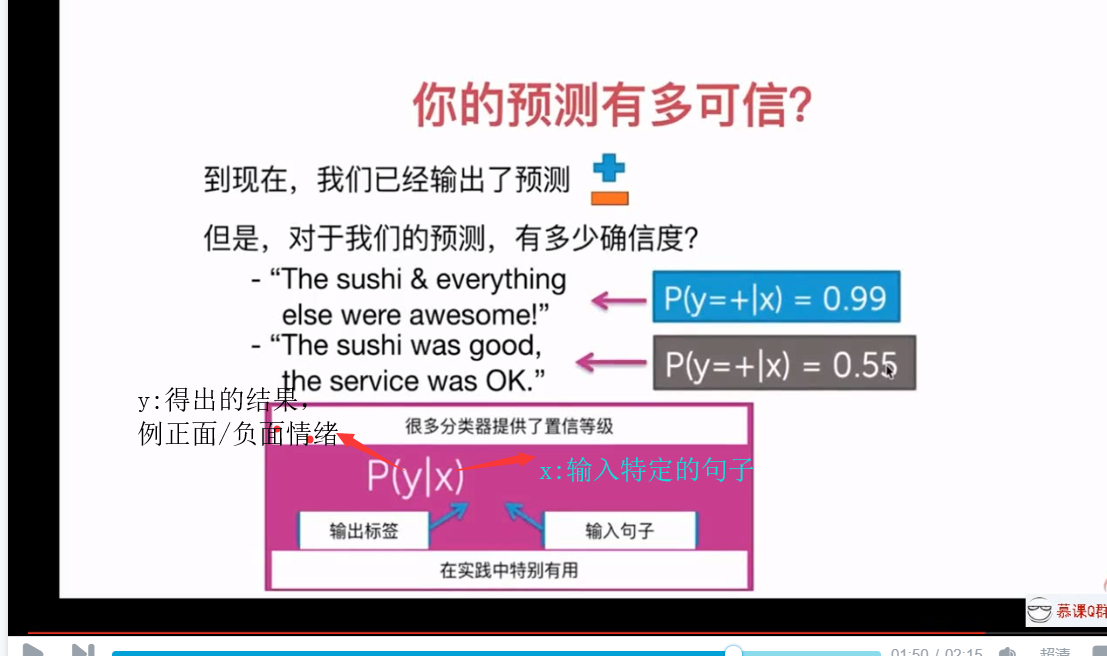 你的预测有多可信?
到现在，我们已经输出了预测
但是，对于我们的预测，有多少确信度?
- “The sushi & everything
else were awesome!”
P(y=+|x) = 0.99
- “The sushi was good,
the service was OK.”
P(y=+|x) = 0.55
y:得出的结果，
例正面/负面情绪
很多分类器提供了置信等级
P(y|x)
x:输入特定的句子
输出标签
输入句子
在实践中特别有用
慕课Q群
01:50 / 02:15
超清